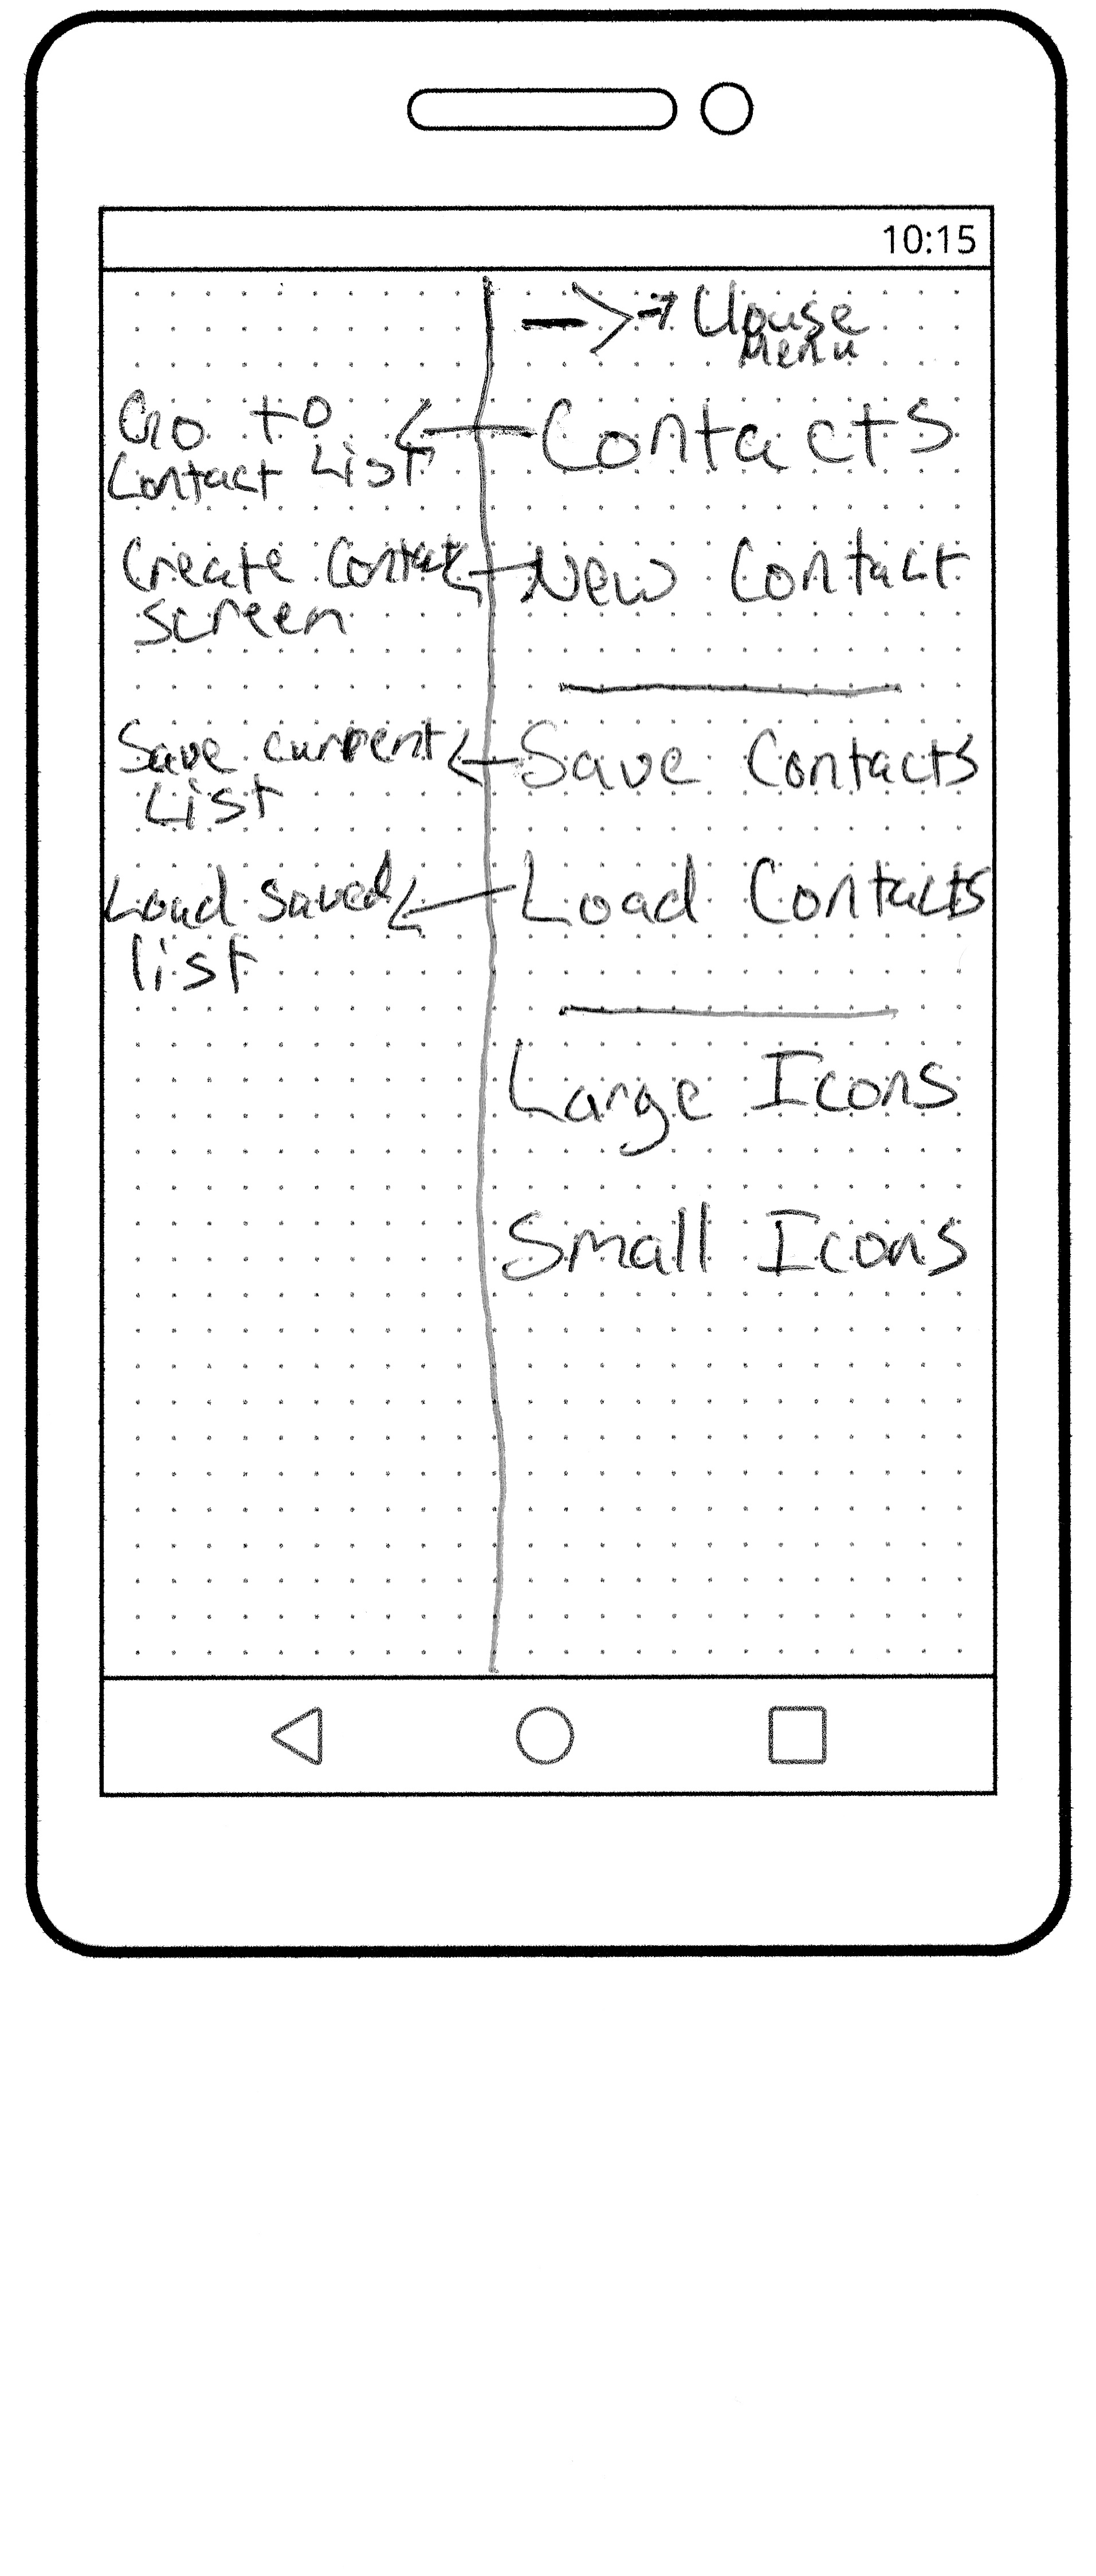 10:15
Clouse
Menu
Go to
Contact List
Contacts
Create Contact
screen
New Contact
Save current
List
Save Contacts
Load saved
list
Load Contacts
Large Icons
Small Icons